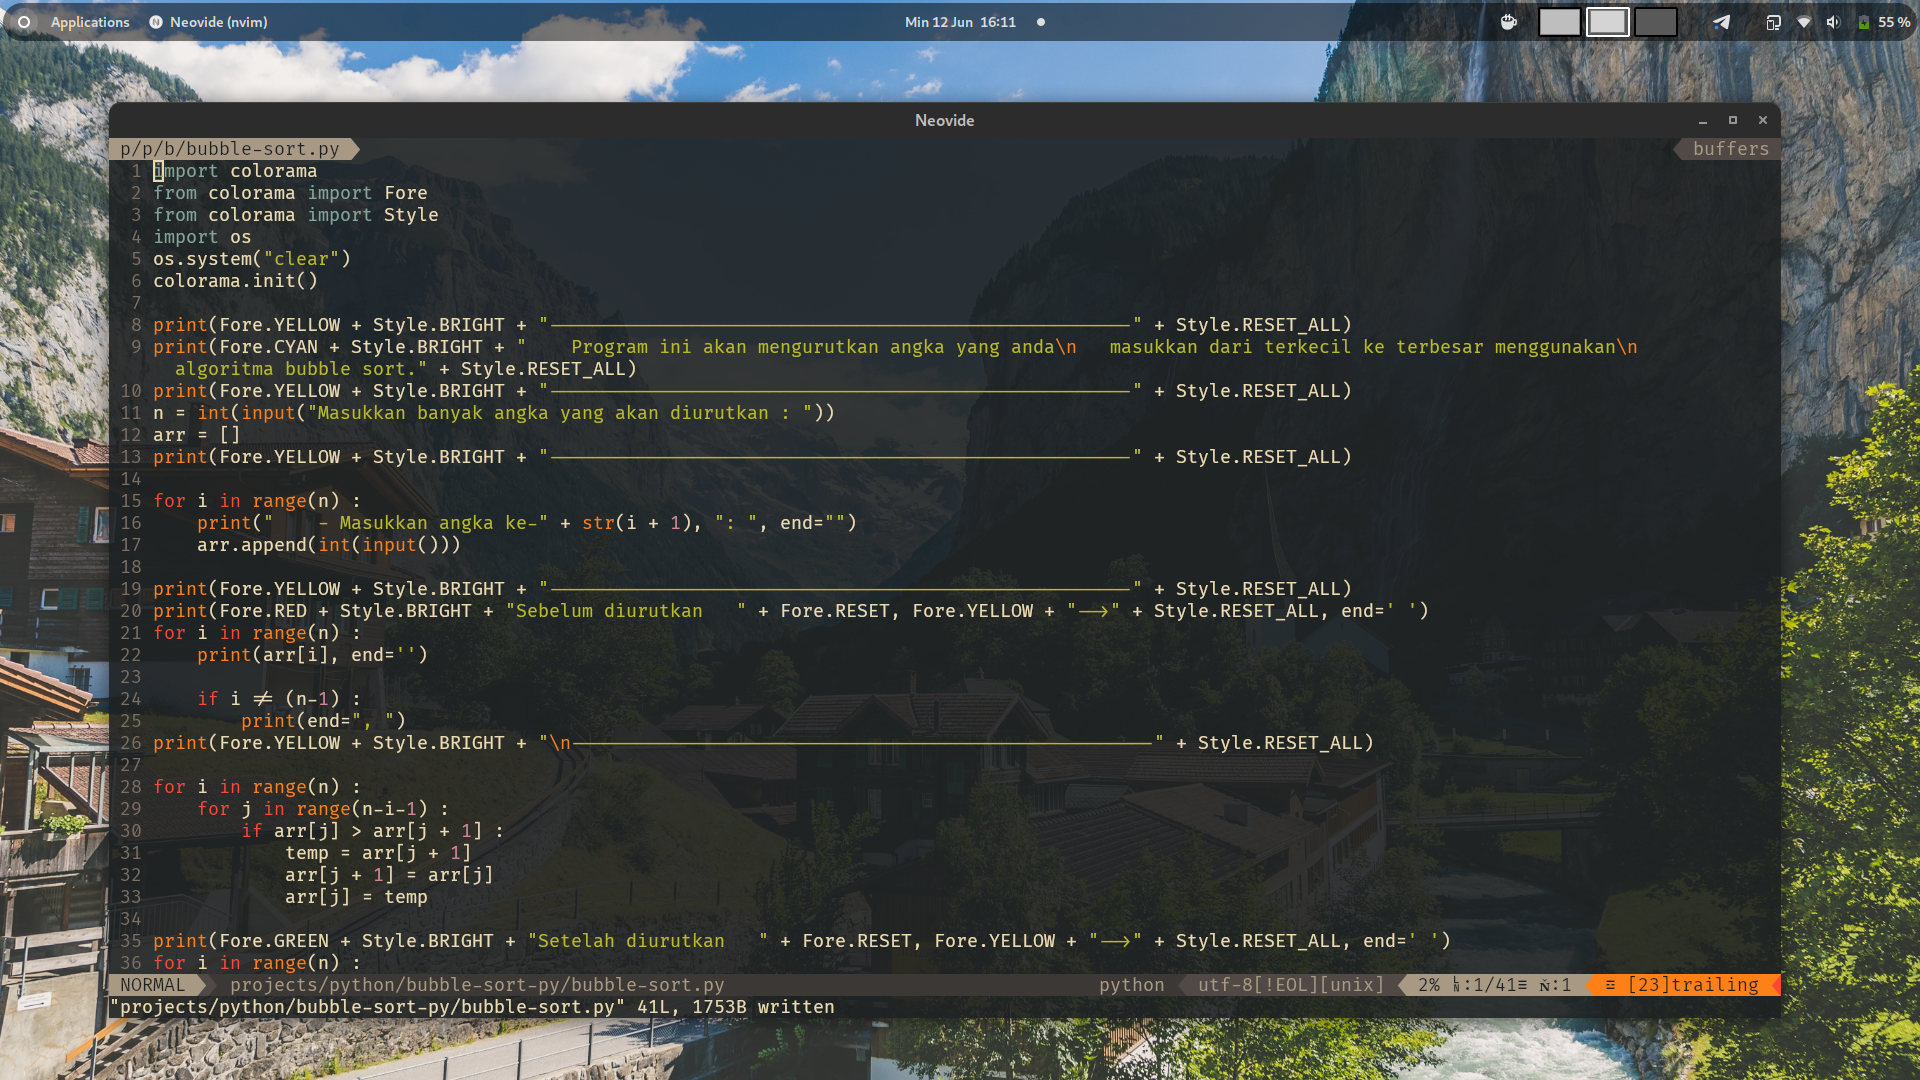 Applications   Neovide (nvim)   Min 12 Jun  16:11   55 %
Neovide
p/p/b/bubble-sort.py   buffers
1 import colorama
2 from colorama import Fore
3 from colorama import Style
4 import os
5 os.system("clear")
6 colorama.init()
7
8 print(Fore.YELLOW + Style.BRIGHT + "─────────────────────────────────────────────────────" + Style.RESET_ALL)
9 print(Fore.CYAN + Style.BRIGHT + "    Program ini akan mengurutkan angka yang anda\n   masukkan dari terkecil ke terbesar menggunakan\n
  algoritma bubble sort." + Style.RESET_ALL)
10 print(Fore.YELLOW + Style.BRIGHT + "─────────────────────────────────────────────────────" + Style.RESET_ALL)
11 n = int(input("Masukkan banyak angka yang akan diurutkan : "))
12 arr = []
13 print(Fore.YELLOW + Style.BRIGHT + "─────────────────────────────────────────────────────" + Style.RESET_ALL)
14
15 for i in range(n) :
16     print("    - Masukkan angka ke-" + str(i + 1), ": ", end="")
17     arr.append(int(input()))
18
19 print(Fore.YELLOW + Style.BRIGHT + "─────────────────────────────────────────────────────" + Style.RESET_ALL)
20 print(Fore.RED + Style.BRIGHT + "Sebelum diurutkan   " + Fore.RESET, Fore.YELLOW + "-->" + Style.RESET_ALL, end=' ')
21 for i in range(n) :
22     print(arr[i], end='')
23
24     if i != (n-1) :
25         print(end=", ")
26 print(Fore.YELLOW + Style.BRIGHT + "\n─────────────────────────────────────────────────────" + Style.RESET_ALL)
27
28 for i in range(n) :
29     for j in range(n-i-1) :
30         if arr[j] > arr[j + 1] :
31             temp = arr[j + 1]
32             arr[j + 1] = arr[j]
33             arr[j] = temp
34
35 print(Fore.GREEN + Style.BRIGHT + "Setelah diurutkan   " + Fore.RESET, Fore.YELLOW + "-->" + Style.RESET_ALL, end=' ')
36 for i in range(n) :
NORMAL   projects/python/bubble-sort-py/bubble-sort.py   python   utf-8[!EOL][unix]   2% ㏑:1/41≡ ℅:1   Ξ [23]trailing
"projects/python/bubble-sort-py/bubble-sort.py" 41L, 1753B written